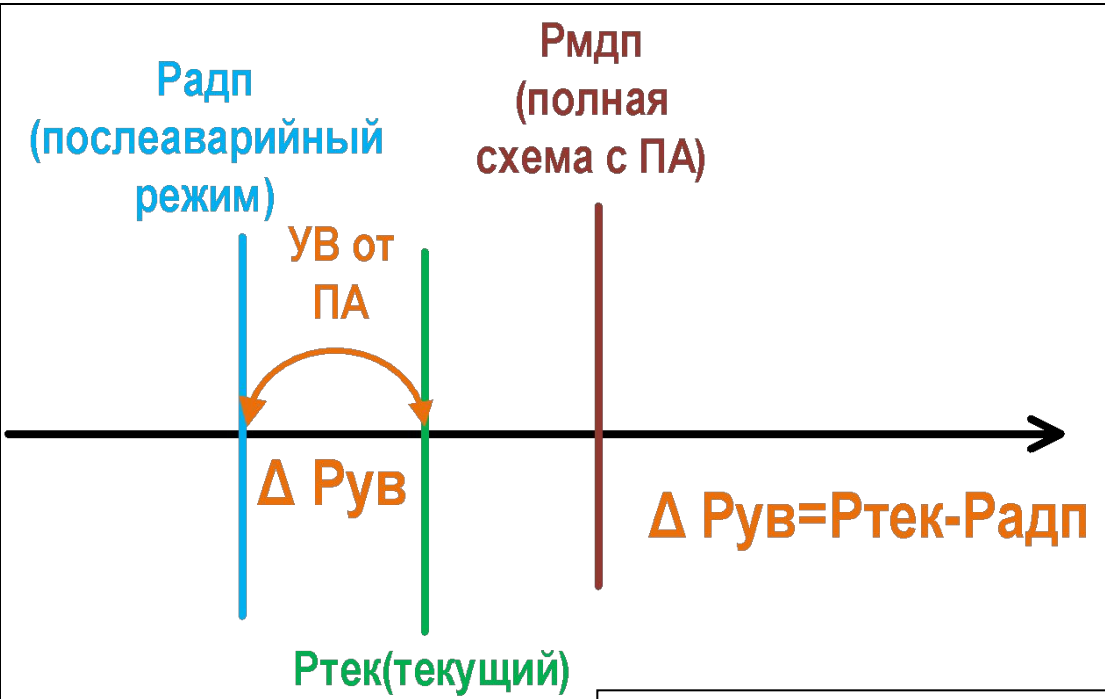 Радп
(послеаварийный
режим)
Рмдп
(полная
схема с ПА)
УВ от
ПА
Δ Рув
Δ Рув=Ртек-Радп
Ртек(текущий)